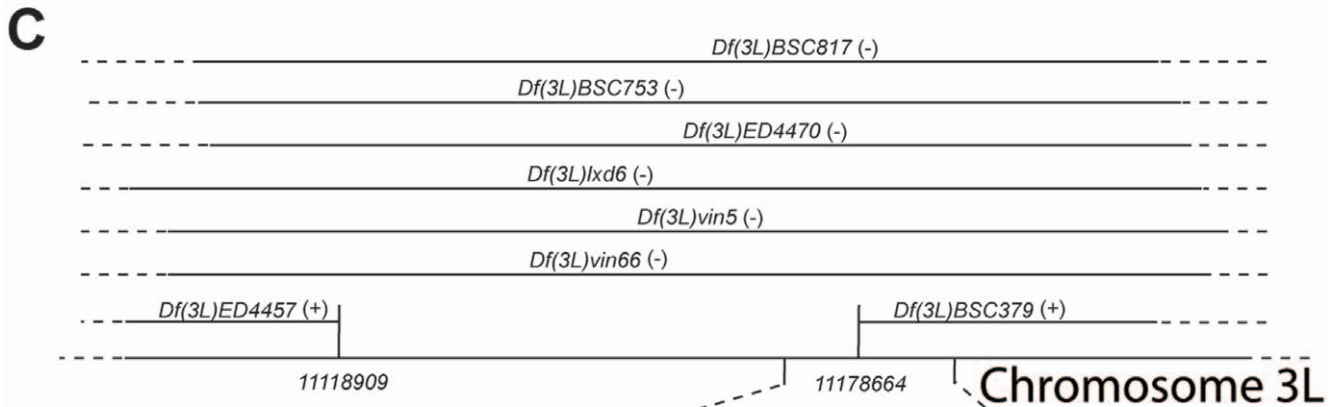 C
Df(3L)BSC817 (-)
Df(3L)BSC753 (-)
Df(3L)ED4470 (-)
Df(3L)lxd6 (-)
Df(3L)vin5 (-)
Df(3L)vin66 (-)
Df(3L)ED4457 (+) Df(3L)BSC379 (+)
11118909 11178664 Chromosome 3L